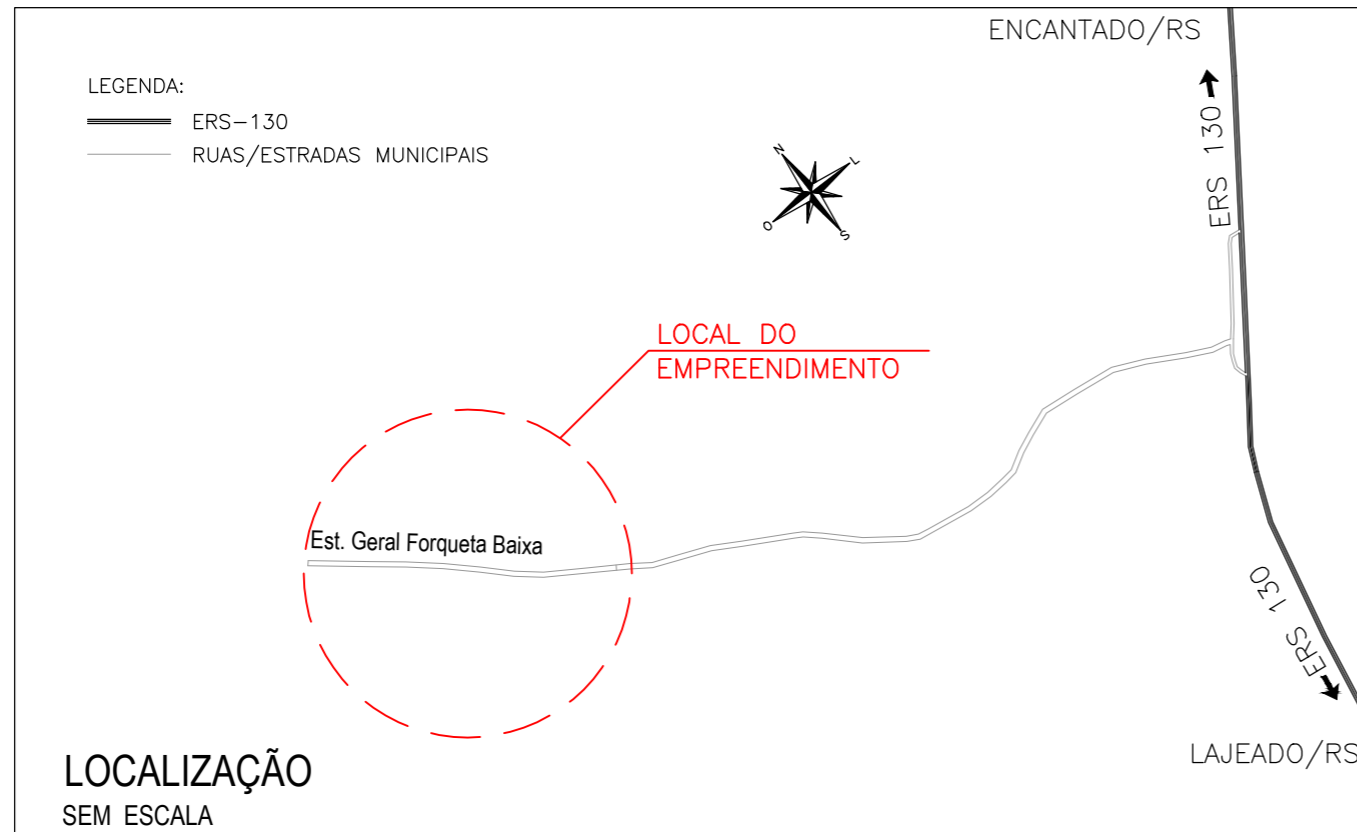 ENCANTADO/RS
LEGENDA:
ERS-130
RUAS/ESTRADAS MUNICIPAIS
ERS 130
N
L
O
S
LOCAL DO
EMPREENDIMENTO
Est. Geral Forqueta Baixa
ERS 130
LAJEADO/RS
LOCALIZAÇÃO
SEM ESCALA